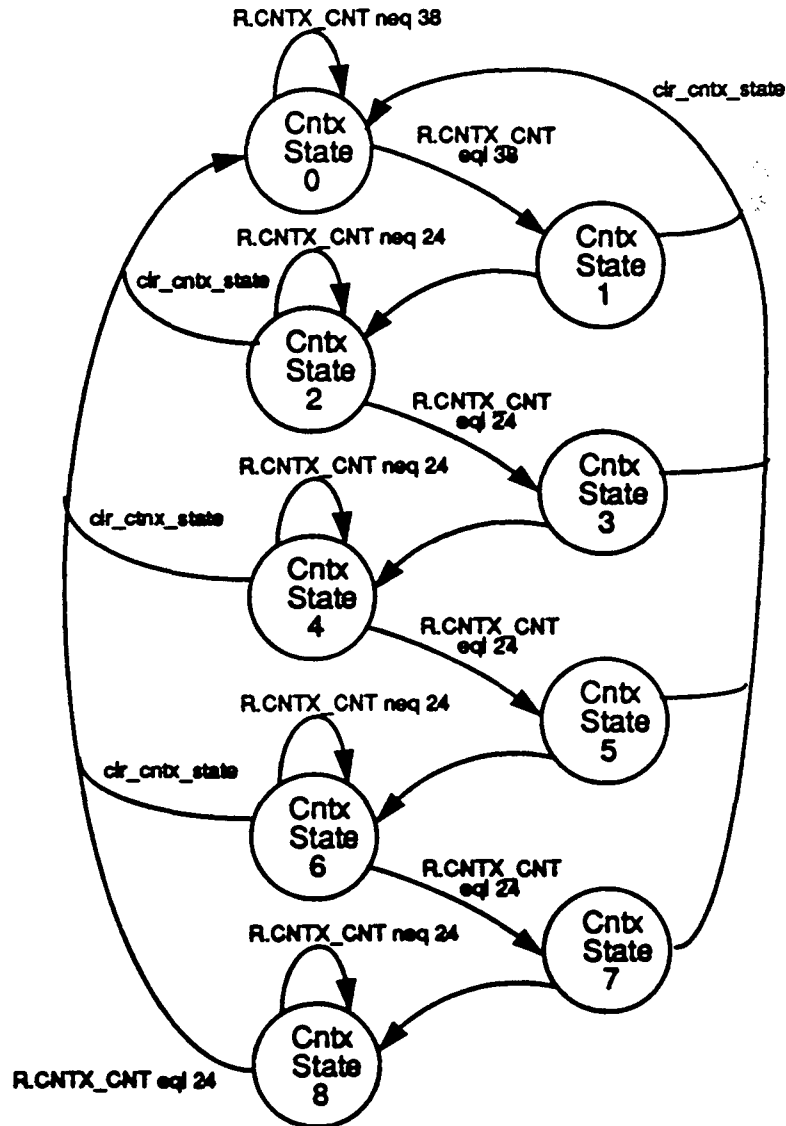 R.CNTX_CNT neq 38
clr_cntx_state
Cntx
State
0
R.CNTX_CNT
eql 38
R.CNTX_CNT neq 24
Cntx
State
1
clr_cntx_state
Cntx
State
2
R.CNTX_CNT
eql 24
R.CNTX_CNT neq 24
Cntx
State
3
clr_ctnx_state
Cntx
State
4
R.CNTX_CNT
eql 24
R.CNTX_CNT neq 24
Cntx
State
5
clr_cntx_state
Cntx
State
6
R.CNTX_CNT
eql 24
R.CNTX_CNT neq 24
Cntx
State
7
Cntx
State
8
R.CNTX_CNT eql 24